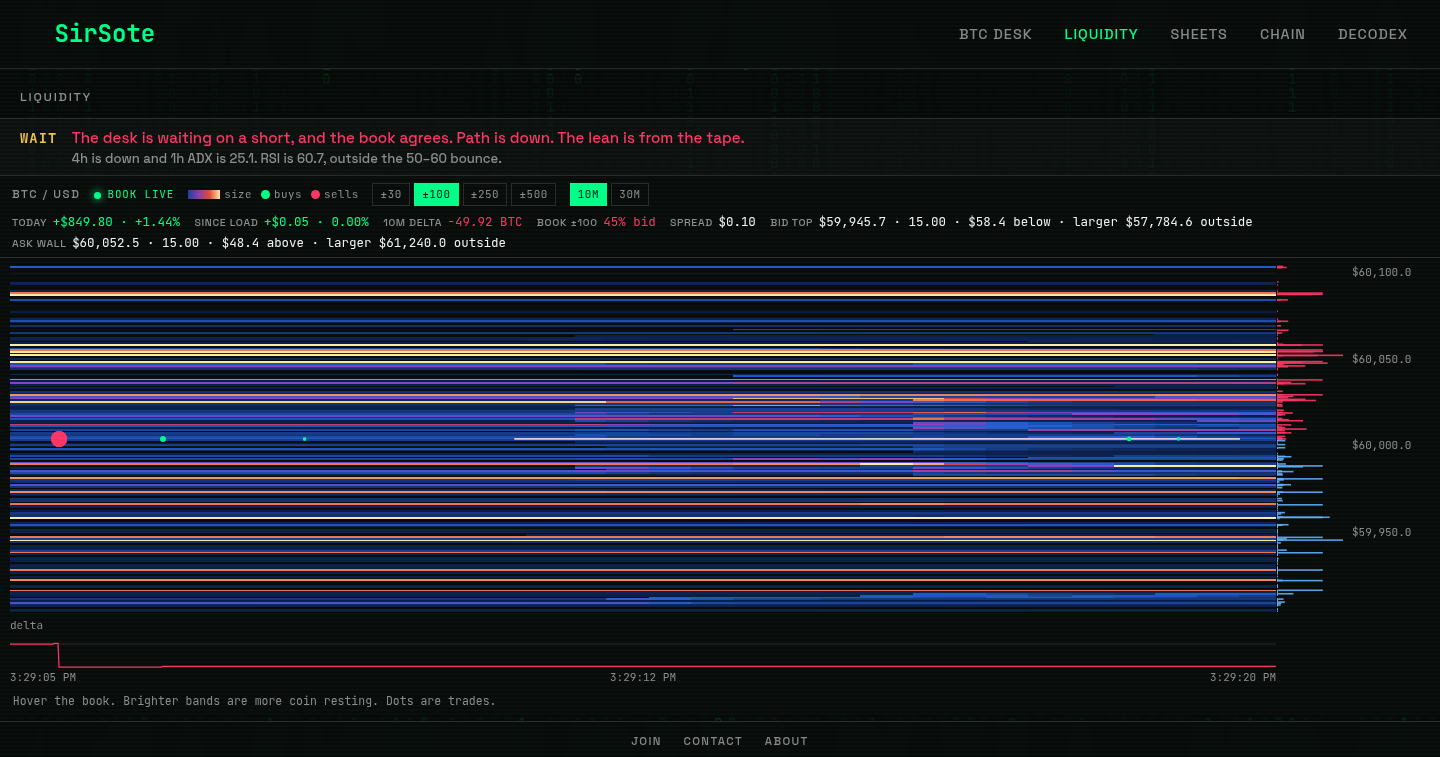 SirSote
BTC DESK LIQUIDITY SHEETS CHAIN DECODEX
LIQUIDITY
WAIT The desk is waiting on a short, and the book agrees. Path is down. The lean is from the tape.
4h is down and 1h ADX is 25.1. RSI is 60.7, outside the 50–60 bounce.
BTC / USD BOOK LIVE size buys sells ±30 ±100 ±250 ±500 10M 30M
TODAY +$849.80 · +1.44% SINCE LOAD +$0.05 · 0.00% 10M DELTA -49.92 BTC BOOK ±100 45% bid SPREAD $0.10 BID TOP $59,945.7 · 15.00 · $58.4 below · larger $57,784.6 outside
ASK WALL $60,052.5 · 15.00 · $48.4 above · larger $61,240.0 outside
$60,100.0
$60,050.0
$60,000.0
$59,950.0
delta
3:29:05 PM 3:29:12 PM 3:29:20 PM
Hover the book. Brighter bands are more coin resting. Dots are trades.
JOIN CONTACT ABOUT